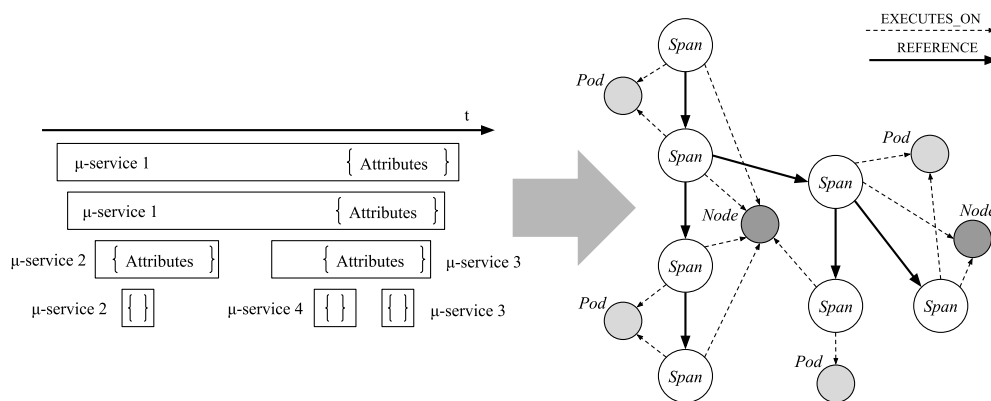 t
μ-service 1 { Attributes }
μ-service 1 { Attributes }
μ-service 2 { Attributes } { Attributes } μ-service 3
μ-service 2 { } μ-service 4 { } { } μ-service 3
EXECUTES_ON
REFERENCE
Span
Pod
Span
Pod
Span
Node
Node
Span
Pod
Span
Span
Pod
Span